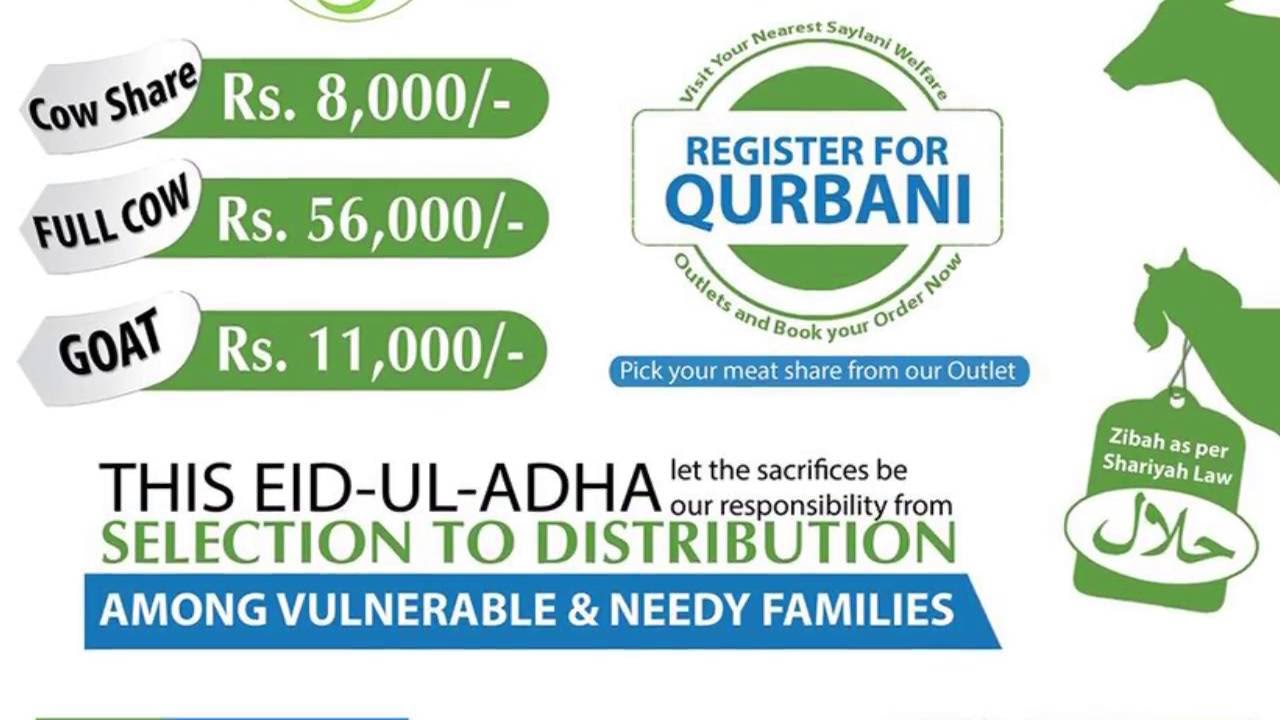 Cow Share
Rs. 8,000/-
FULL COW
Rs. 56,000/-
GOAT
Rs. 11,000/-
Visit Your Nearest Saylani Welfare
REGISTER FOR
QURBANI
Outlets and Book your Order Now
Pick your meat share from our Outlet
Zibah as per
Shariyah Law
حلال
THIS EID-UL-ADHA
let the sacrifices be
our responsibility from
SELECTION TO DISTRIBUTION
AMONG VULNERABLE & NEEDY FAMILIES